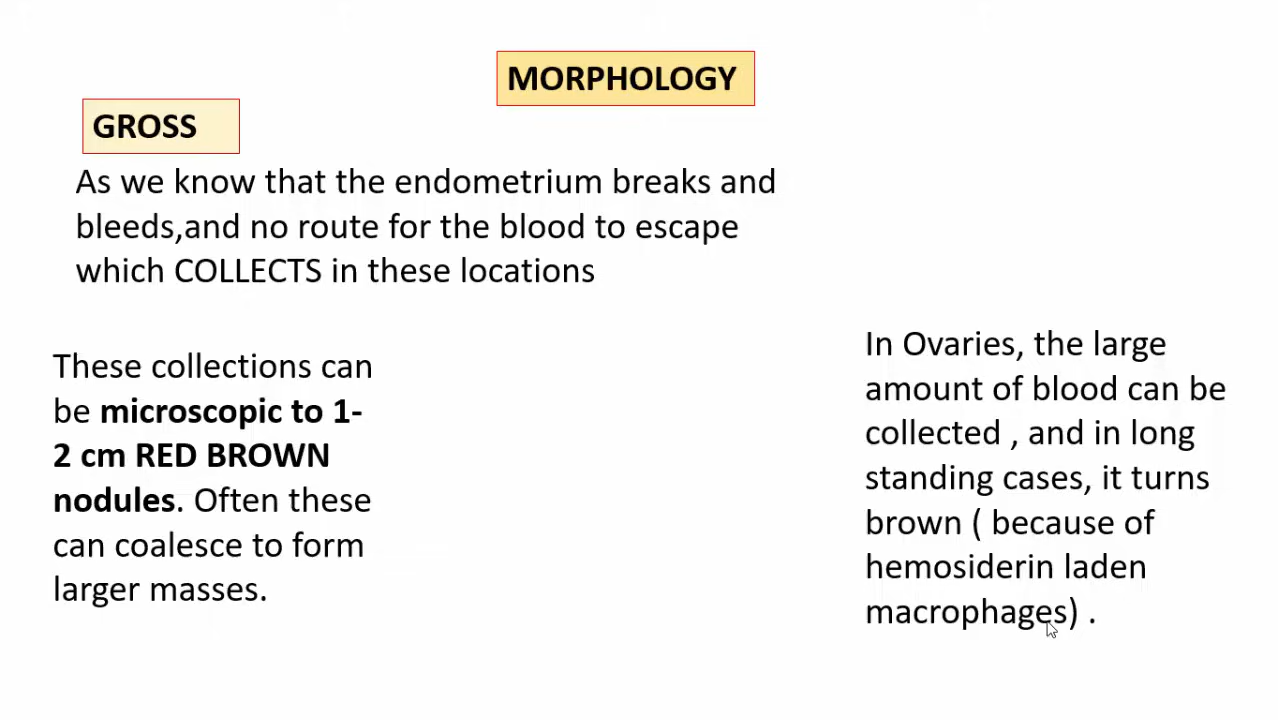 MORPHOLOGY
GROSS
As we know that the endometrium breaks and
bleeds,and no route for the blood to escape
which COLLECTS in these locations
These collections can
be microscopic to 1-
2 cm RED BROWN
nodules. Often these
can coalesce to form
larger masses.
In Ovaries, the large
amount of blood can be
collected , and in long
standing cases, it turns
brown ( because of
hemosiderin laden
macrophages) .